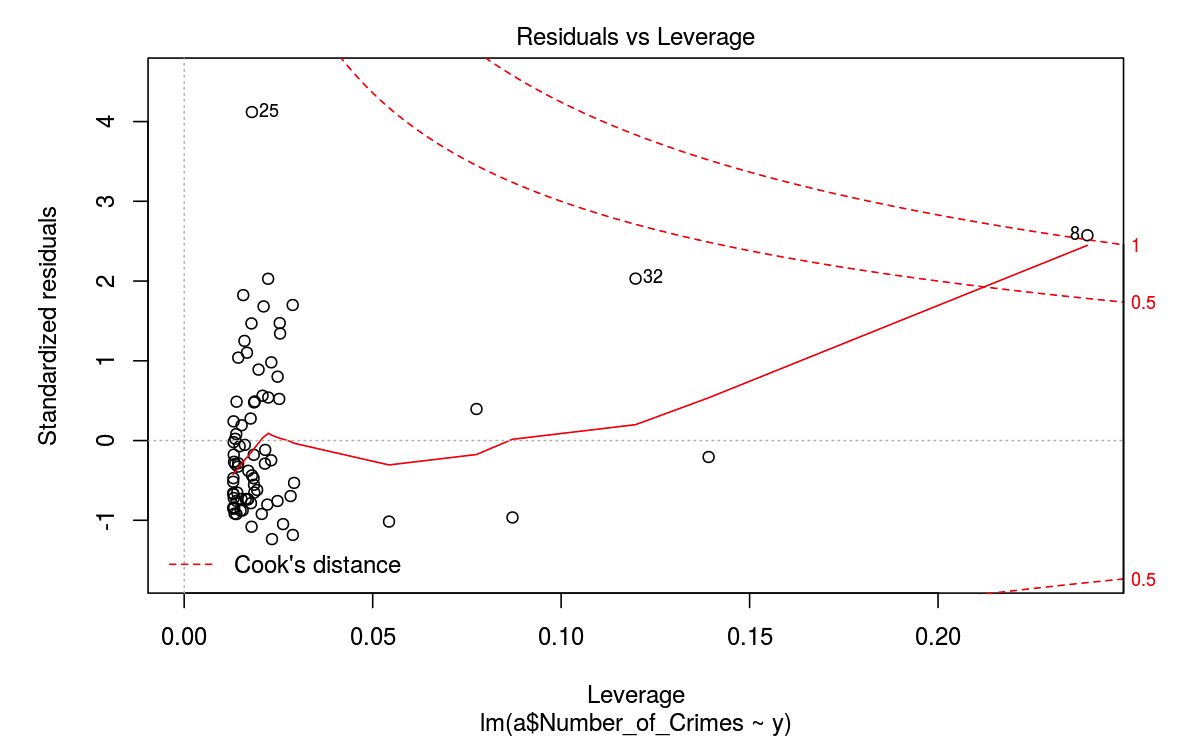 Residuals vs Leverage
Standardized residuals
4
3
2
1
0
-1
25
32
8
1
0.5
0.5
Cook's distance
0.00 0.05 0.10 0.15 0.20
Leverage
lm(a$Number_of_Crimes ~ y)